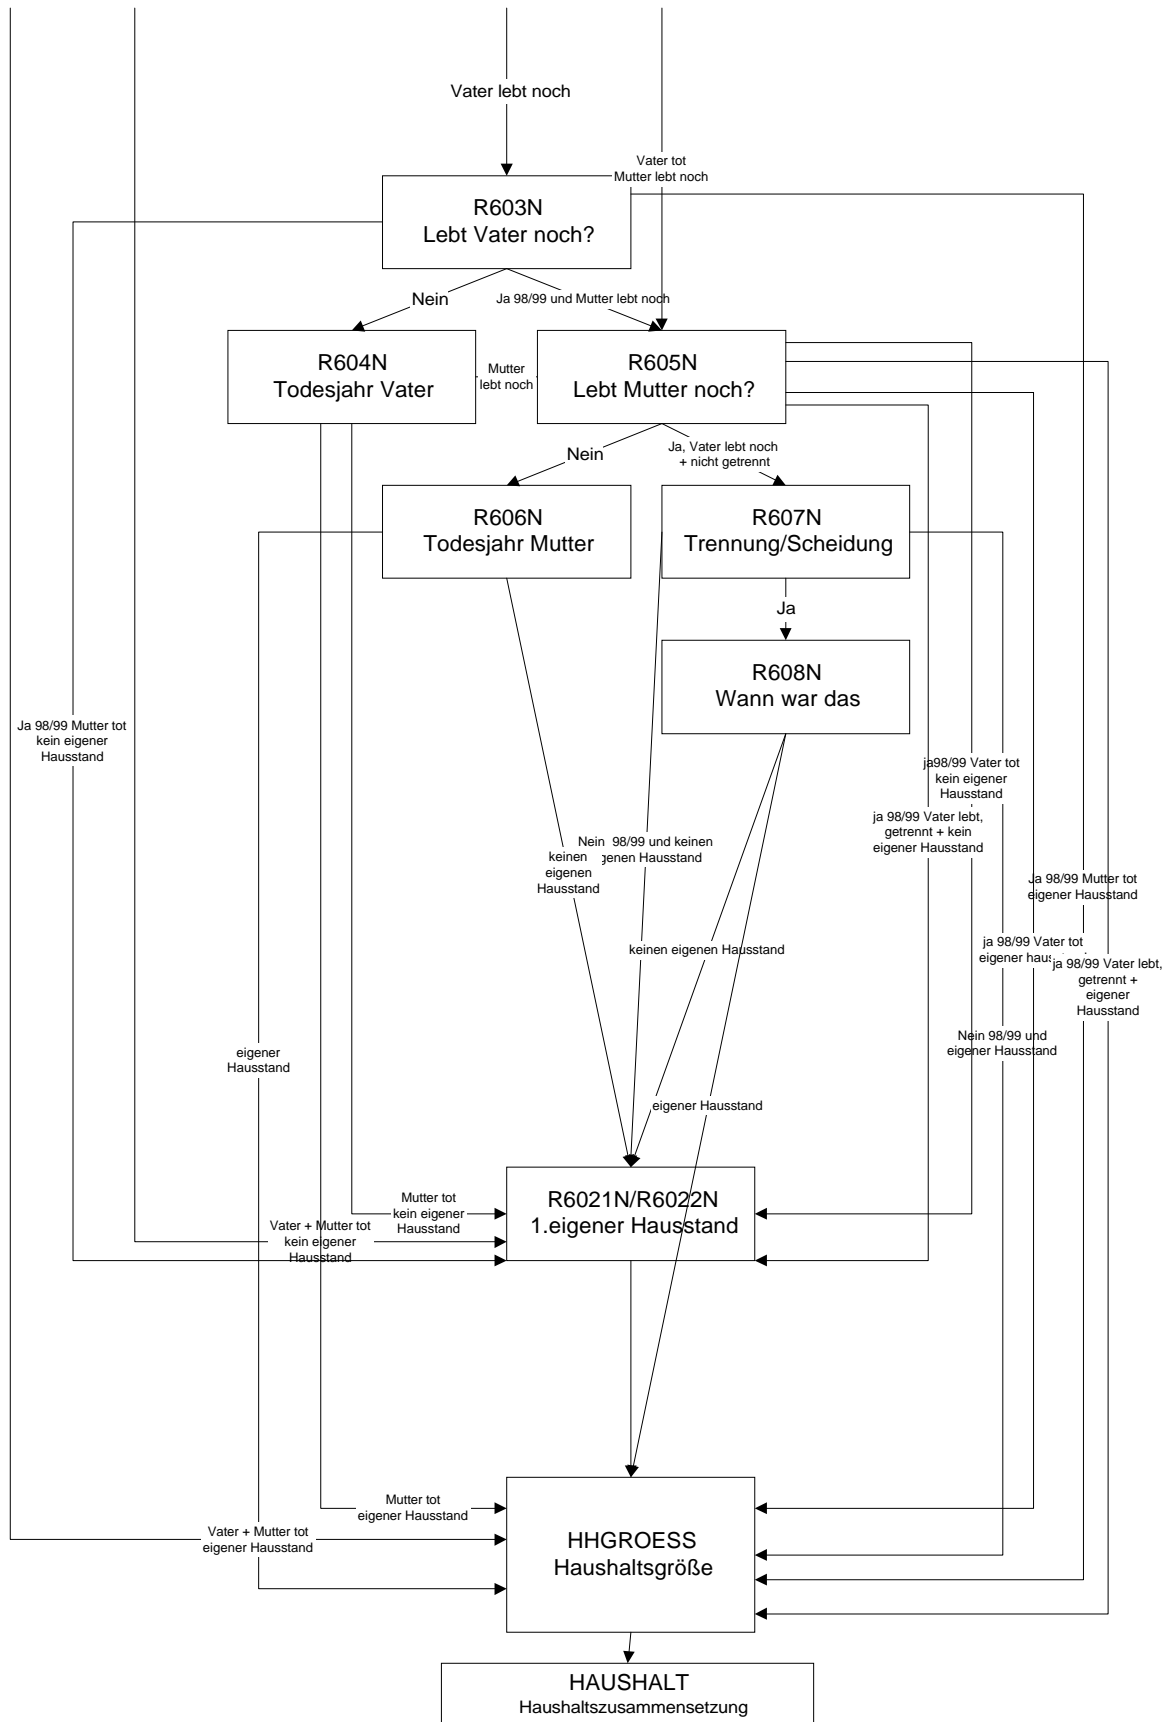 Vater lebt noch
Vater tot
Mutter lebt noch
R603N
Lebt Vater noch?
Nein
Ja 98/99 und Mutter lebt noch
R604N
Todesjahr Vater
Mutter
lebt noch
R605N
Lebt Mutter noch?
Nein
Ja, Vater lebt noch
+ nicht getrennt
R606N
Todesjahr Mutter
R607N
Trennung/Scheidung
Ja
R608N
Wann war das
Ja 98/99 Mutter tot
kein eigener
Hausstand
ja98/99 Vater tot
kein eigener
Hausstand
ja 98/99 Vater lebt,
getrennt + kein
eigener Hausstand
Nein 98/99 und keinen
igenen Hausstand
keinen
eigenen
Hausstand
Ja 98/99 Mutter tot
eigener Hausstand
keinen eigenen Hausstand
ja 98/99 Vater tot
eigener haus
ja 98/99 Vater lebt,
getrennt +
eigener
Hausstand
Nein 98/99 und
eigener Hausstand
eigener
Hausstand
eigener Hausstand
R6021N/R6022N
1.eigener Hausstand
Mutter tot
kein eigener
Hausstand
Vater + Mutter tot
kein eigener
Hausstand
Mutter tot
eigener Hausstand
Vater + Mutter tot
eigener Hausstand
HHGROESS
Haushaltsgröße
HAUSHALT
Haushaltszusammensetzung